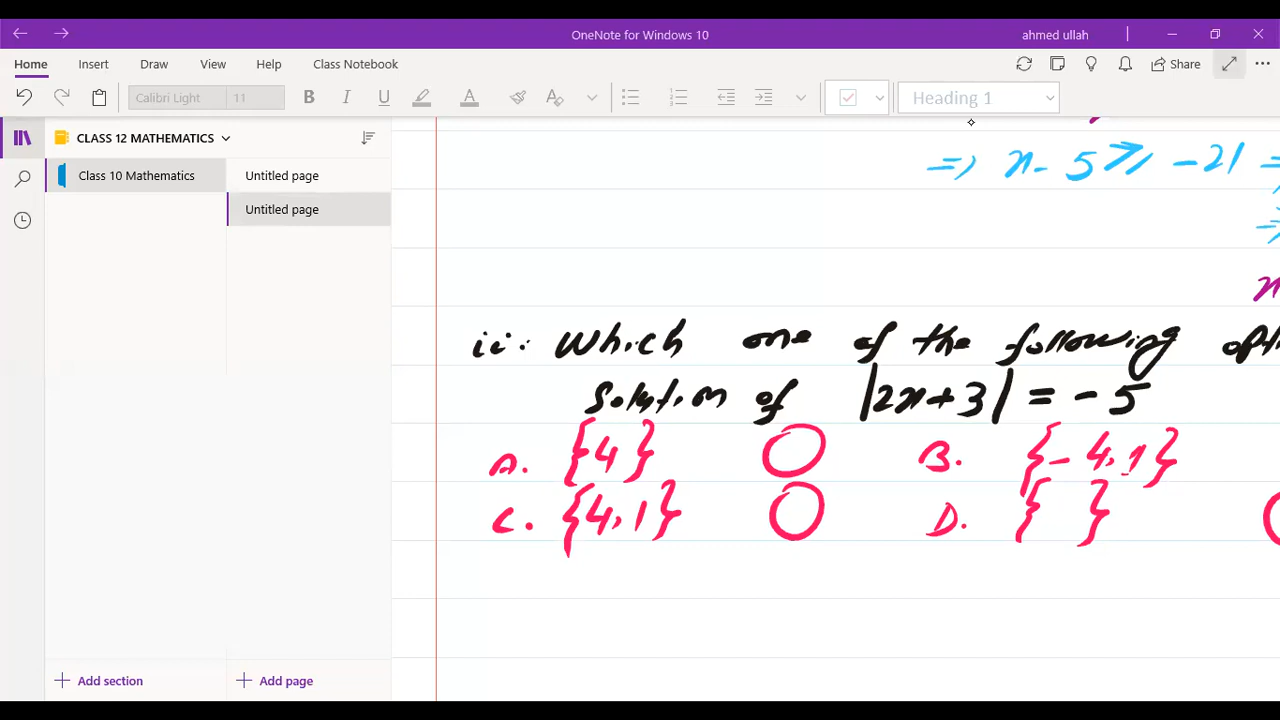 OneNote for Windows 10
ahmed ullah
Home Insert Draw View Help Class Notebook Share
Calibri Light 11 B I U A Heading 1
CLASS 12 MATHEMATICS
Class 10 Mathematics Untitled page
Untitled page
=> x - 5 ≥ -21 =
ii. Which one of the following
Solution of |2x+3| = -5
A. {4} B. {-4,1}
C. {4,1} D. { }
+ Add section + Add page